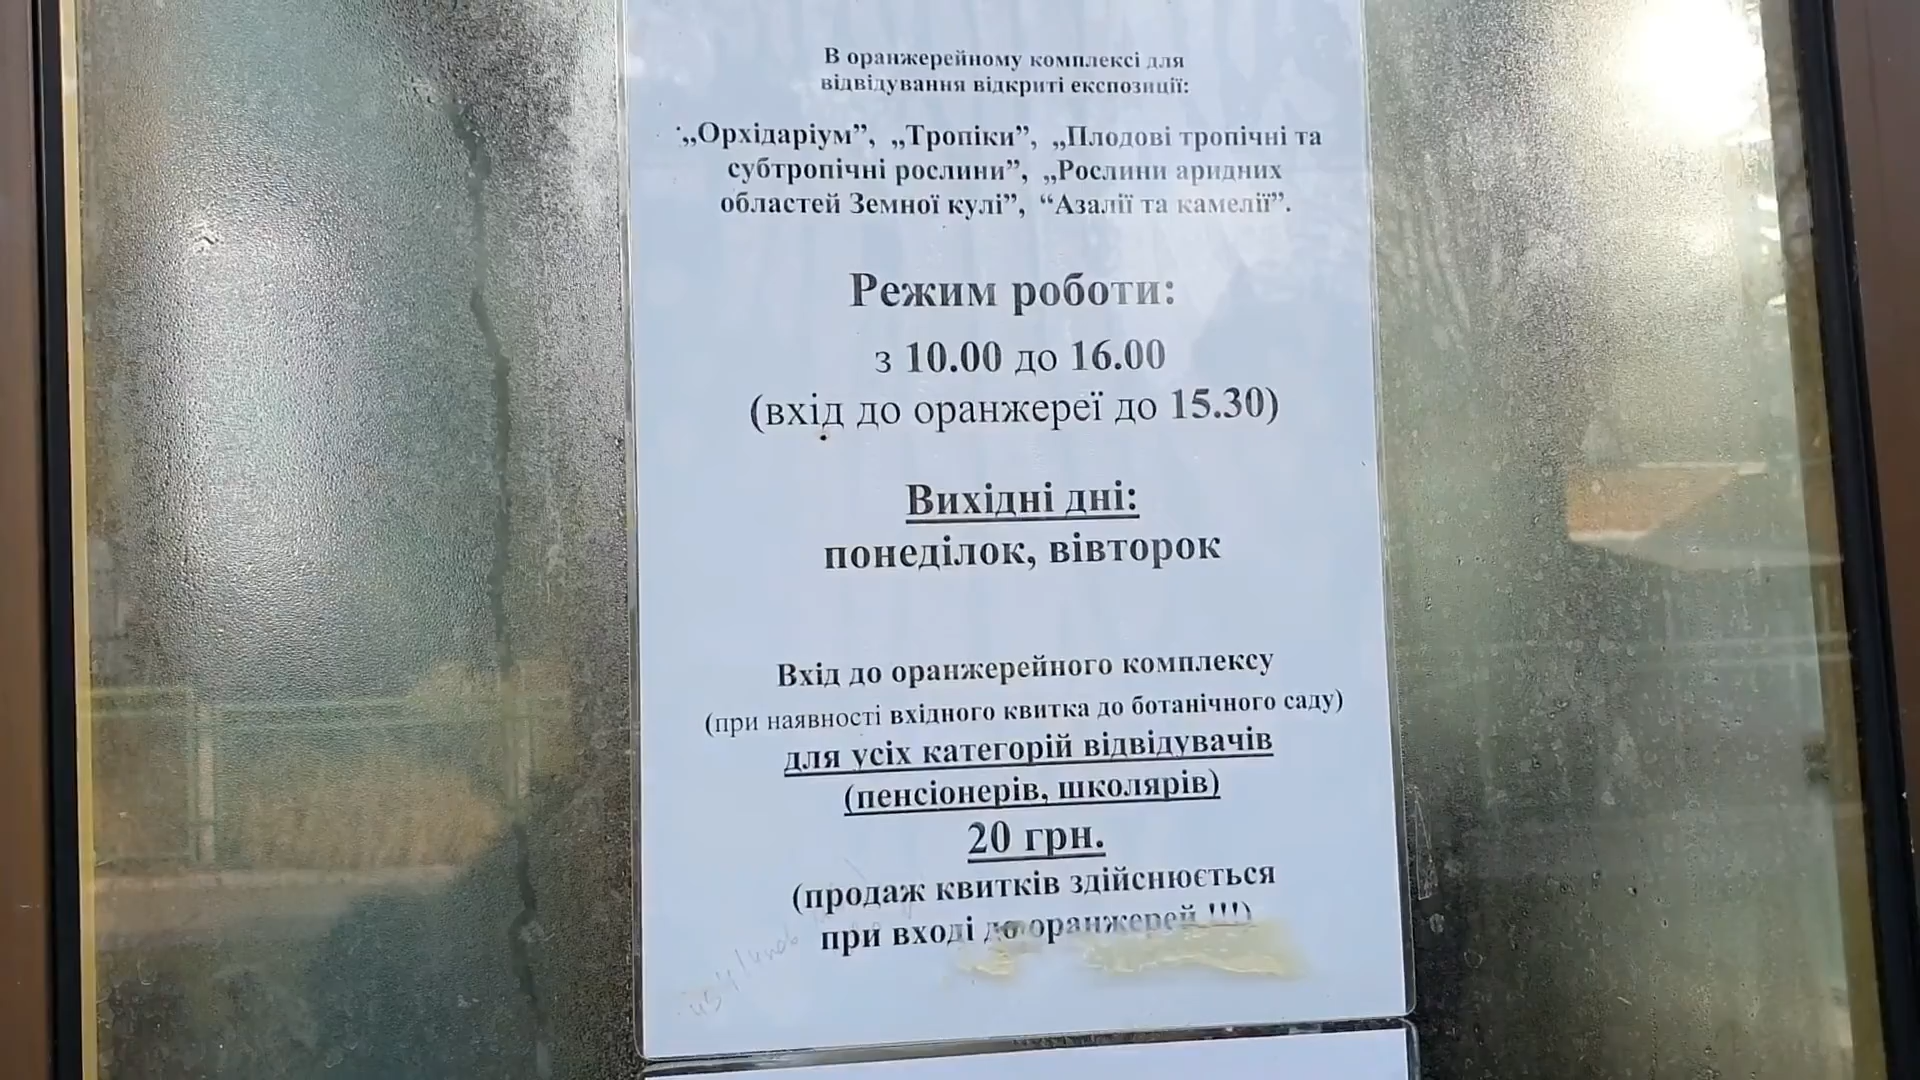 В оранжерейному комплексі для
відвідування відкриті експозиції:
„Орхідаріум”, „Тропіки”, „Плодові тропічні та
субтропічні рослини”, „Рослини аридних
областей Земної кулі”, “Азалії та камелії”.
Режим роботи:
з 10.00 до 16.00
(вхід до оранжереї до 15.30)
Вихідні дні:
понеділок, вівторок
Вхід до оранжерейного комплексу
(при наявності вхідного квитка до ботанічного саду)
для усіх категорій відвідувачів
(пенсіонерів, школярів)
20 грн.
(продаж квитків здійснюється
при вході до оранжерей !!!)